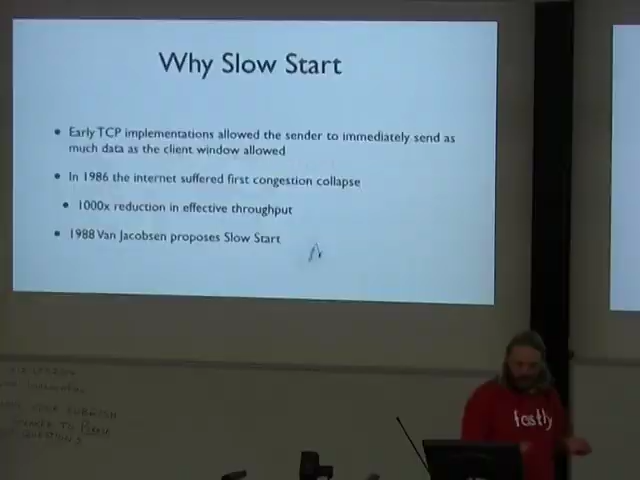 Why Slow Start
• Early TCP implementations allowed the sender to immediately send as
much data as the client window allowed
• In 1986 the internet suffered first congestion collapse
• 1000x reduction in effective throughput
• 1988 Van Jacobsen proposes Slow Start
fastly